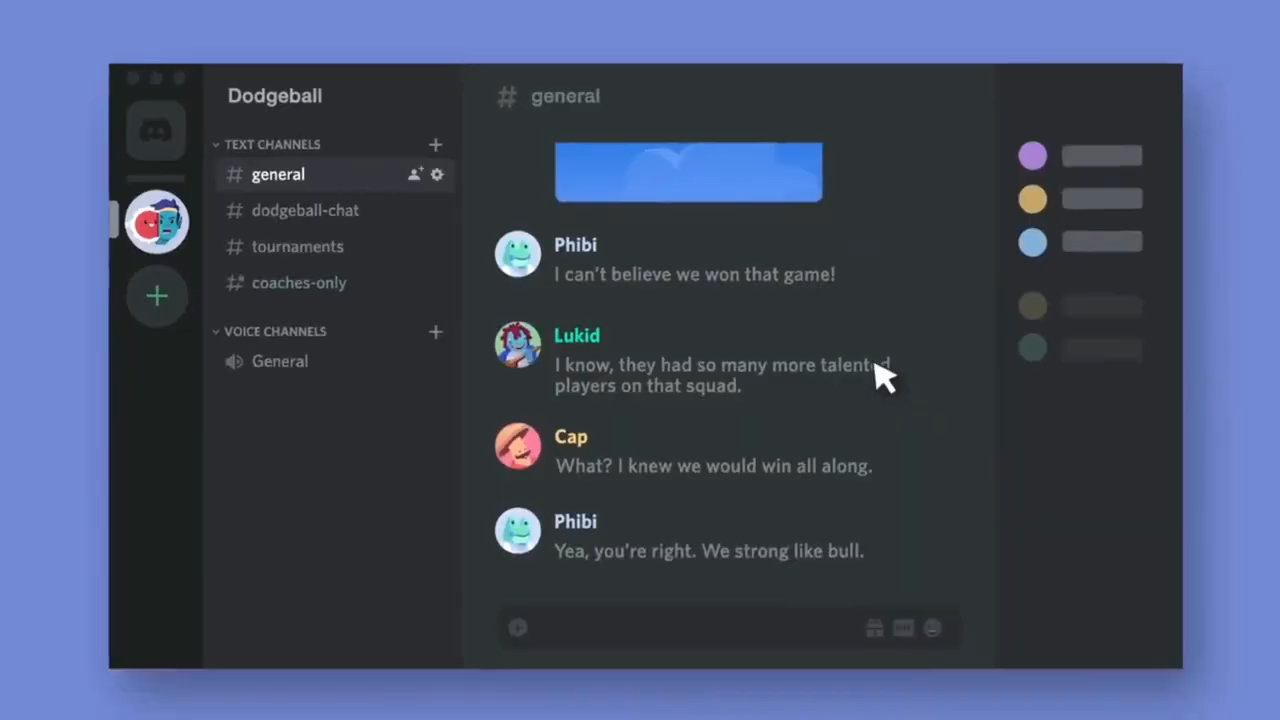 Dodgeball
TEXT CHANNELS
general
dodgeball-chat
tournaments
coaches-only
VOICE CHANNELS
General
# general
Phibi
I can't believe we won that game!
Lukid
I know, they had so many more talented
players on that squad.
Cap
What? I knew we would win all along.
Phibi
Yea, you're right. We strong like bull.
GIF